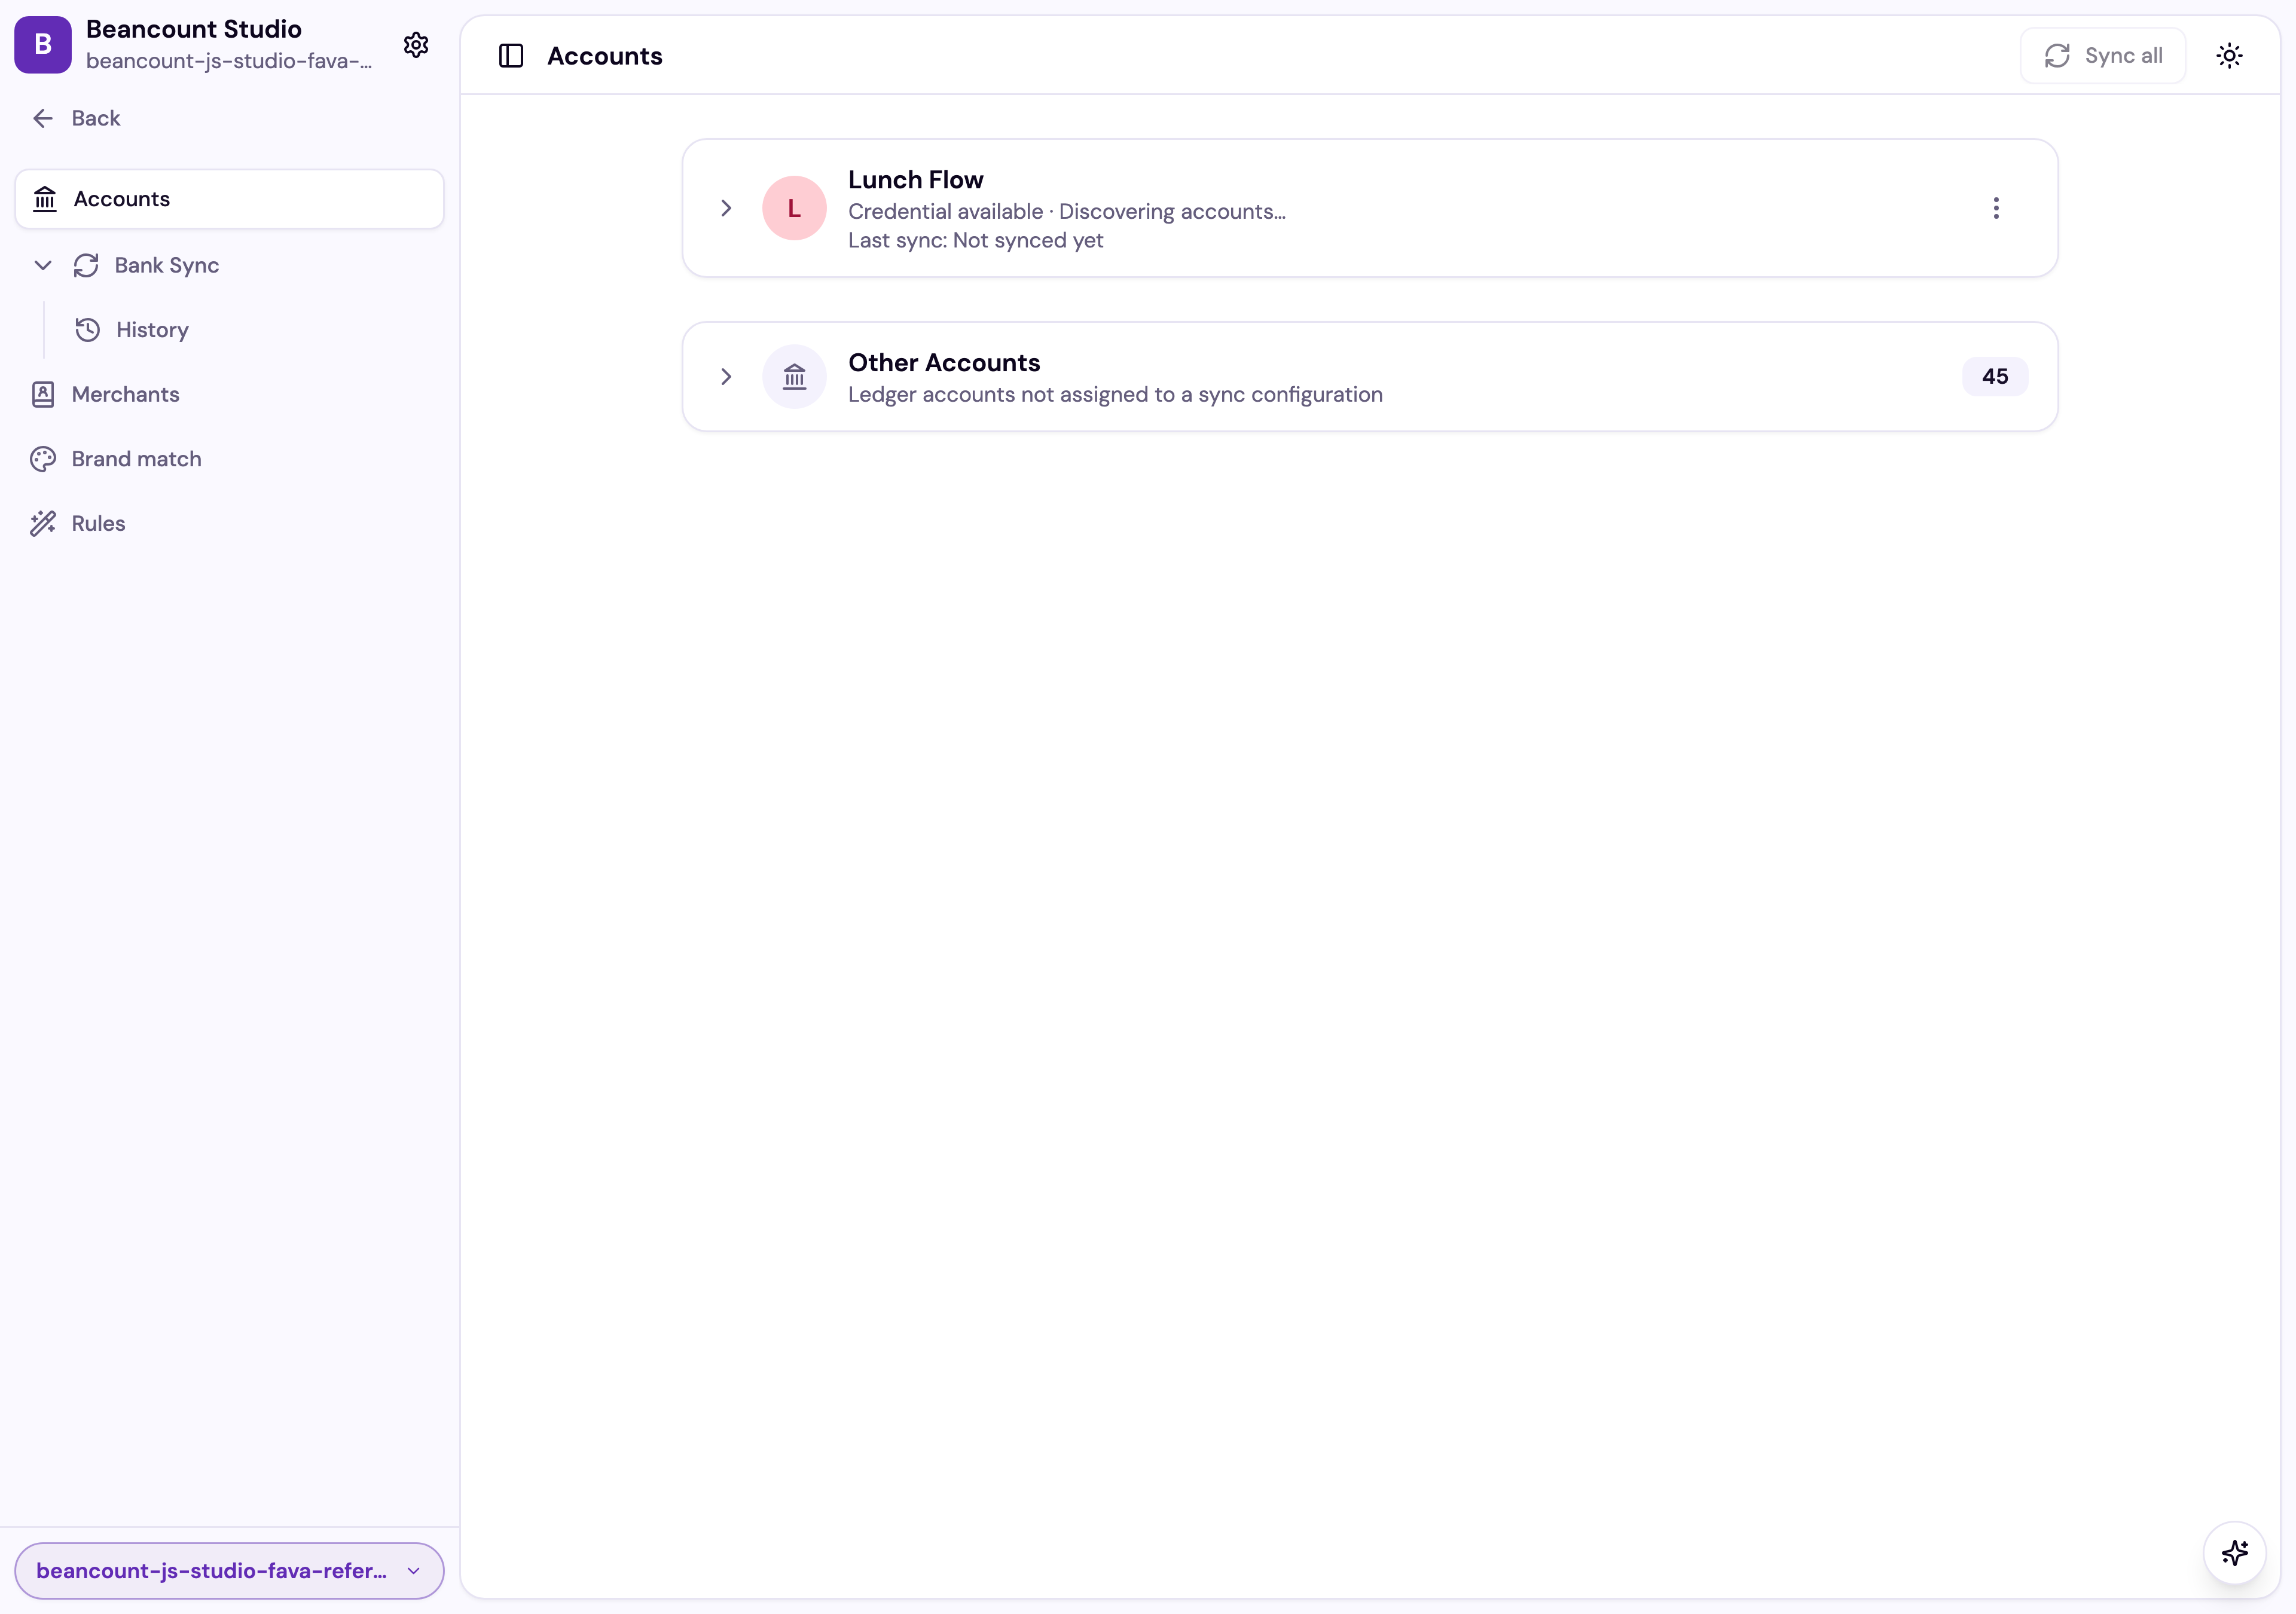 B
Beancount Studio
beancount-js-studio-fava-...
Back
Accounts
Bank Sync
History
Merchants
Brand match
Rules
beancount-js-studio-fava-refer...
Accounts
Sync all
L
Lunch Flow
Credential available · Discovering accounts...
Last sync: Not synced yet
Other Accounts
Ledger accounts not assigned to a sync configuration
45